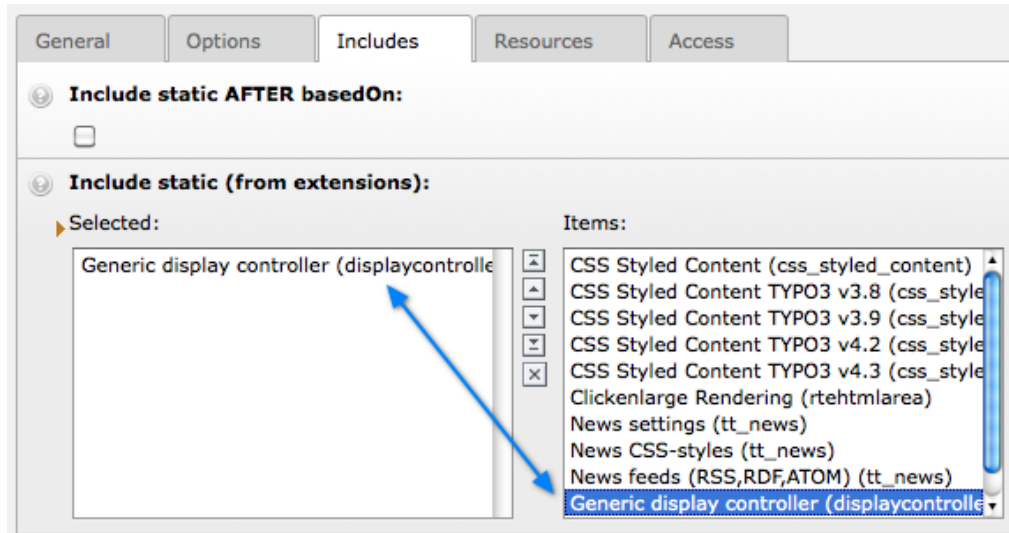 General Options Includes Resources Access
Include static AFTER basedOn:
Include static (from extensions):
Selected:
Items:
Generic display controller (displaycontrolle
CSS Styled Content (css_styled_content)
CSS Styled Content TYPO3 v3.8 (css_style
CSS Styled Content TYPO3 v3.9 (css_style
CSS Styled Content TYPO3 v4.2 (css_style
CSS Styled Content TYPO3 v4.3 (css_style
Clickenlarge Rendering (rtehtmlarea)
News settings (tt_news)
News CSS-styles (tt_news)
News feeds (RSS,RDF,ATOM) (tt_news)
Generic display controller (displaycontrolle